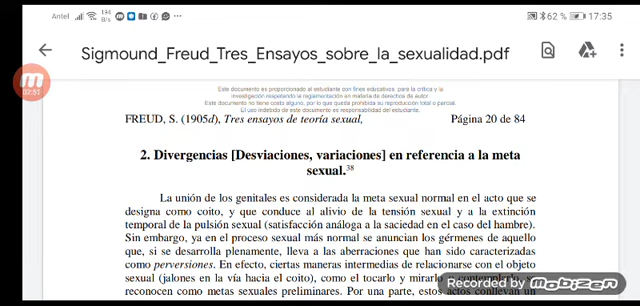 Antel 194 B/s 62 % 17:35
Sigmound_Freud_Tres_Ensayos_sobre_la_sexualidad.pdf
m
00:51
Este documento es proporcionado al estudiante con fines educativos, para la crítica y la
investigación respetando la reglamentación en materia de derechos de autor.
Este documento no tiene costo alguno, por lo que queda prohibida su reproducción total o parcial.
El uso indebido de este documento es responsabilidad del estudiante.
FREUD, S. (1905d), Tres ensayos de teoría sexual, Página 20 de 84
2. Divergencias [Desviaciones, variaciones] en referencia a la meta
sexual.38
La unión de los genitales es considerada la meta sexual normal en el acto que se
designa como coito, y que conduce al alivio de la tensión sexual y a la extinción
temporal de la pulsión sexual (satisfacción análoga a la saciedad en el caso del hambre).
Sin embargo, ya en el proceso sexual más normal se anuncian los gérmenes de aquello
que, si se desarrolla plenamente, lleva a las aberraciones que han sido caracterizadas
como perversiones. En efecto, ciertas maneras intermedias de relacionarse con el objeto
sexual (jalones en la vía hacia el coito), como el tocarlo y mirarlo
reconocen como metas sexuales preliminares. Por una parte, estos actos conllevan un
Recorded by Mobizen